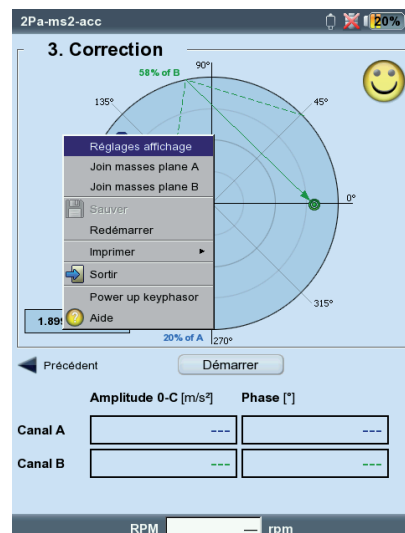 2Pa-ms2-acc
20%
3. Correction
90°
58% of B
135°
45°
Réglages affichage
Join masses plane A
Join masses plane B
0°
Sauver
Redémarrer
Imprimer
Sortir
Power up keyphasor
315°
1.89
Aide
20% of A
270°
Précédent
Démarrer
Amplitude 0-C [m/s²] Phase [°]
Canal A --- ---
Canal B --- ---
RPM — rpm